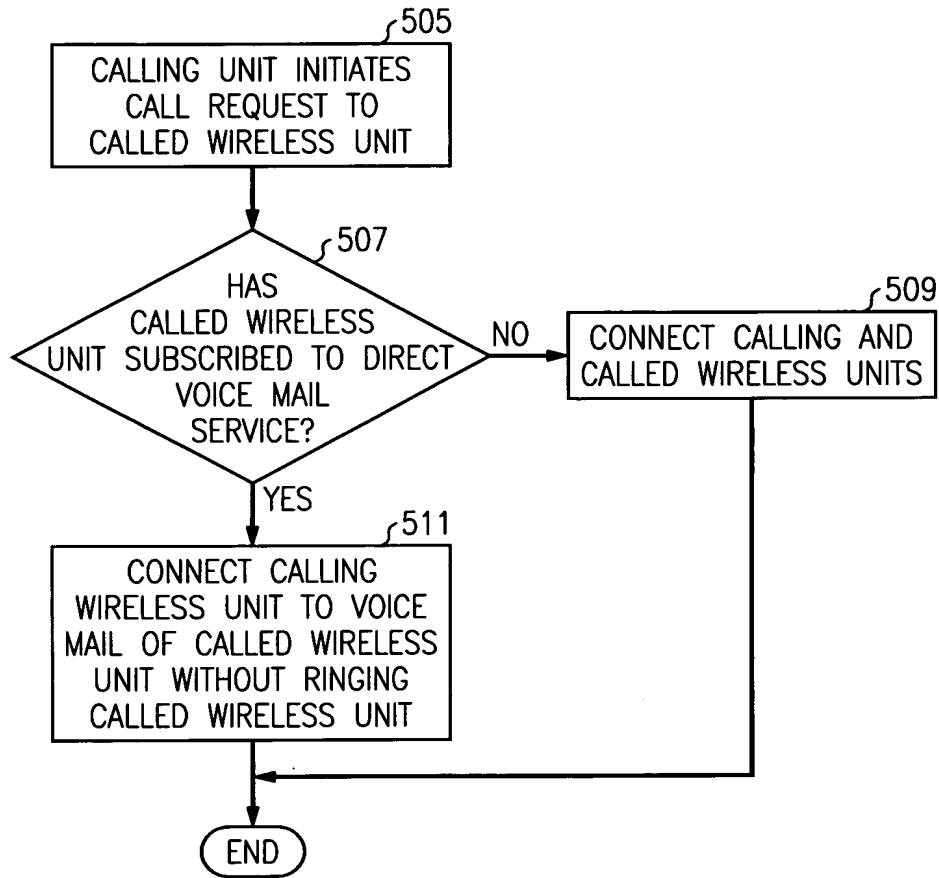 505
CALLING UNIT INITIATES
CALL REQUEST TO
CALLED WIRELESS UNIT
507
HAS
CALLED WIRELESS
UNIT SUBSCRIBED TO DIRECT
VOICE MAIL
SERVICE?
NO
509
CONNECT CALLING AND
CALLED WIRELESS UNITS
YES
511
CONNECT CALLING
WIRELESS UNIT TO VOICE
MAIL OF CALLED WIRELESS
UNIT WITHOUT RINGING
CALLED WIRELESS UNIT
END